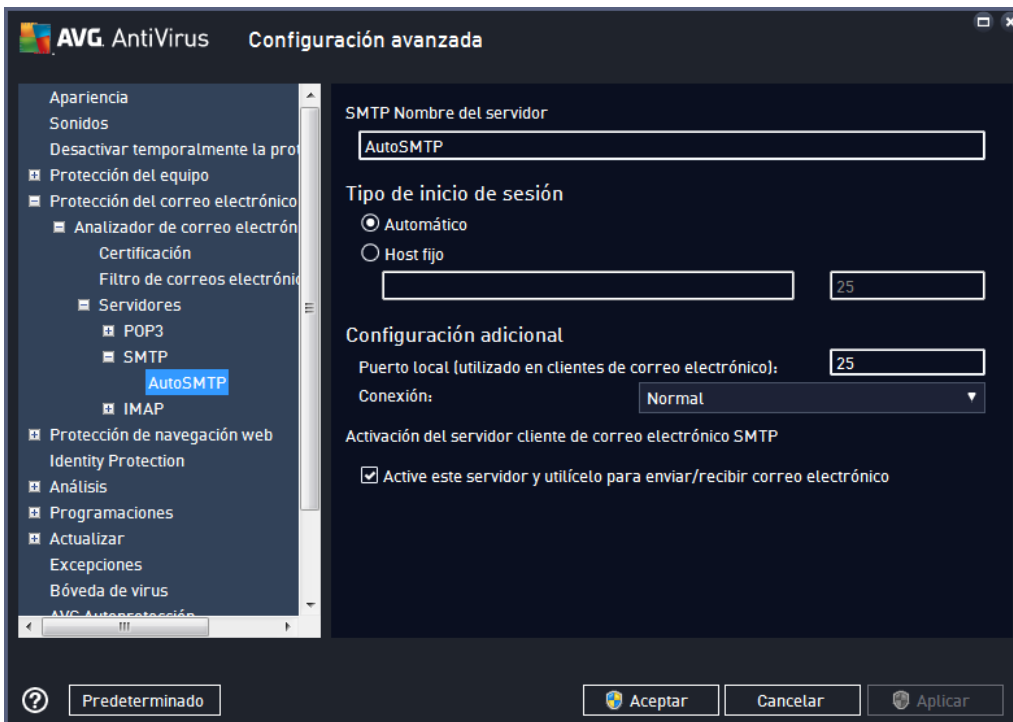 AVG AntiVirus Configuración avanzada
Apariencia
Sonidos
Desactivar temporalmente la prot
Protección del equipo
Protección del correo electrónico
Analizador de correo electrón
Certificación
Filtro de correos electrónic
Servidores
POP3
SMTP
AutoSMTP
IMAP
Protección de navegación web
Identity Protection
Análisis
Programaciones
Actualizar
Excepciones
Bóveda de virus
AVG Autoprotección
SMTP Nombre del servidor
AutoSMTP
Tipo de inicio de sesión
Automático
Host fijo
25
Configuración adicional
Puerto local (utilizado en clientes de correo electrónico): 25
Conexión: Normal
Activación del servidor cliente de correo electrónico SMTP
Active este servidor y utilícelo para enviar/recibir correo electrónico
Predeterminado Aceptar Cancelar Aplicar